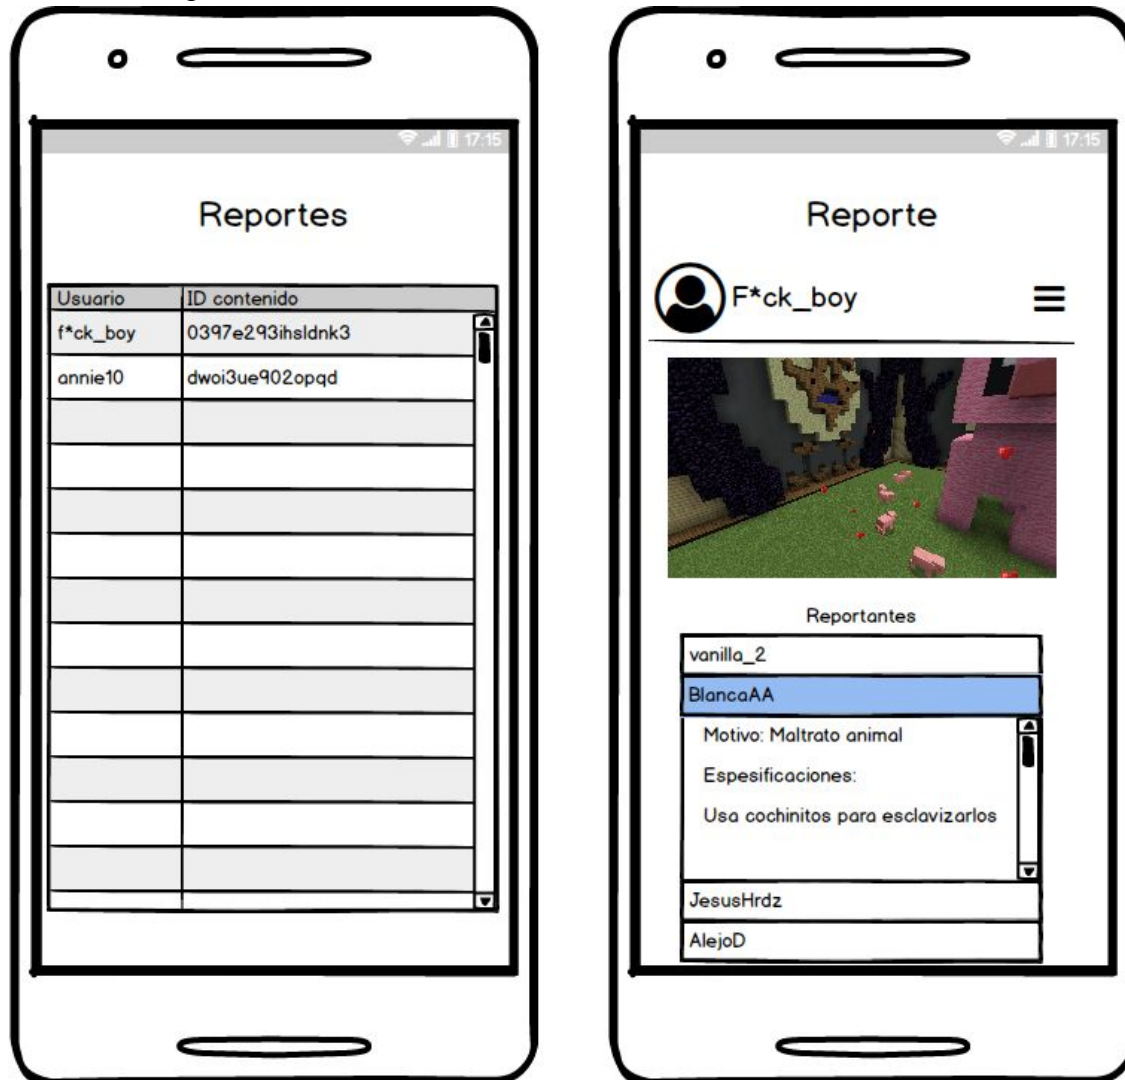 17:15
Reportes
Usuario ID contenido
f*ck_boy 0397e293ihsldnk3
annie10 dwoi3ue902opqd
17:15
Reporte
F*ck_boy
Reportantes
vanilla_2
BlancaAA
Motivo: Maltrato animal
Espesificaciones:
Usa cochinitos para esclavizarlos
JesusHrdz
AlejoD